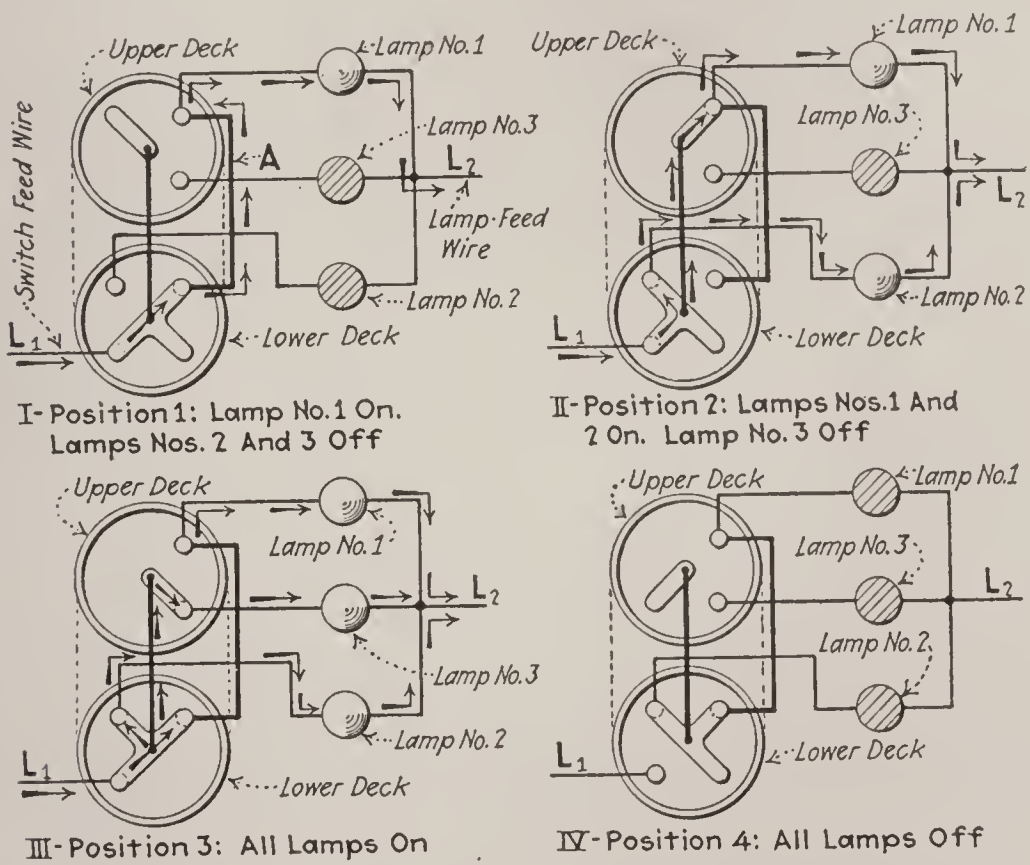 Upper Deck
Lamp No.1
Lamp No.3
A
L2
Lamp-Feed
Wire
Switch Feed Wire
L1
Lamp No.2
Lower Deck
I-Position 1: Lamp No.1 On.
Lamps Nos. 2 And 3 Off
Upper Deck
Lamp No.1
Lamp No.3
L2
L1
Lamp No.2
Lower Deck
II-Position 2: Lamps Nos.1 And
2 On. Lamp No.3 Off
Upper Deck
Lamp No.1
L2
Lamp No.3
L1
Lamp No.2
Lower Deck
III-Position 3: All Lamps On
Upper Deck
Lamp No.1
Lamp No.3
L2
Lamp No.2
L1
Lower Deck
IV-Position 4: All Lamps Off